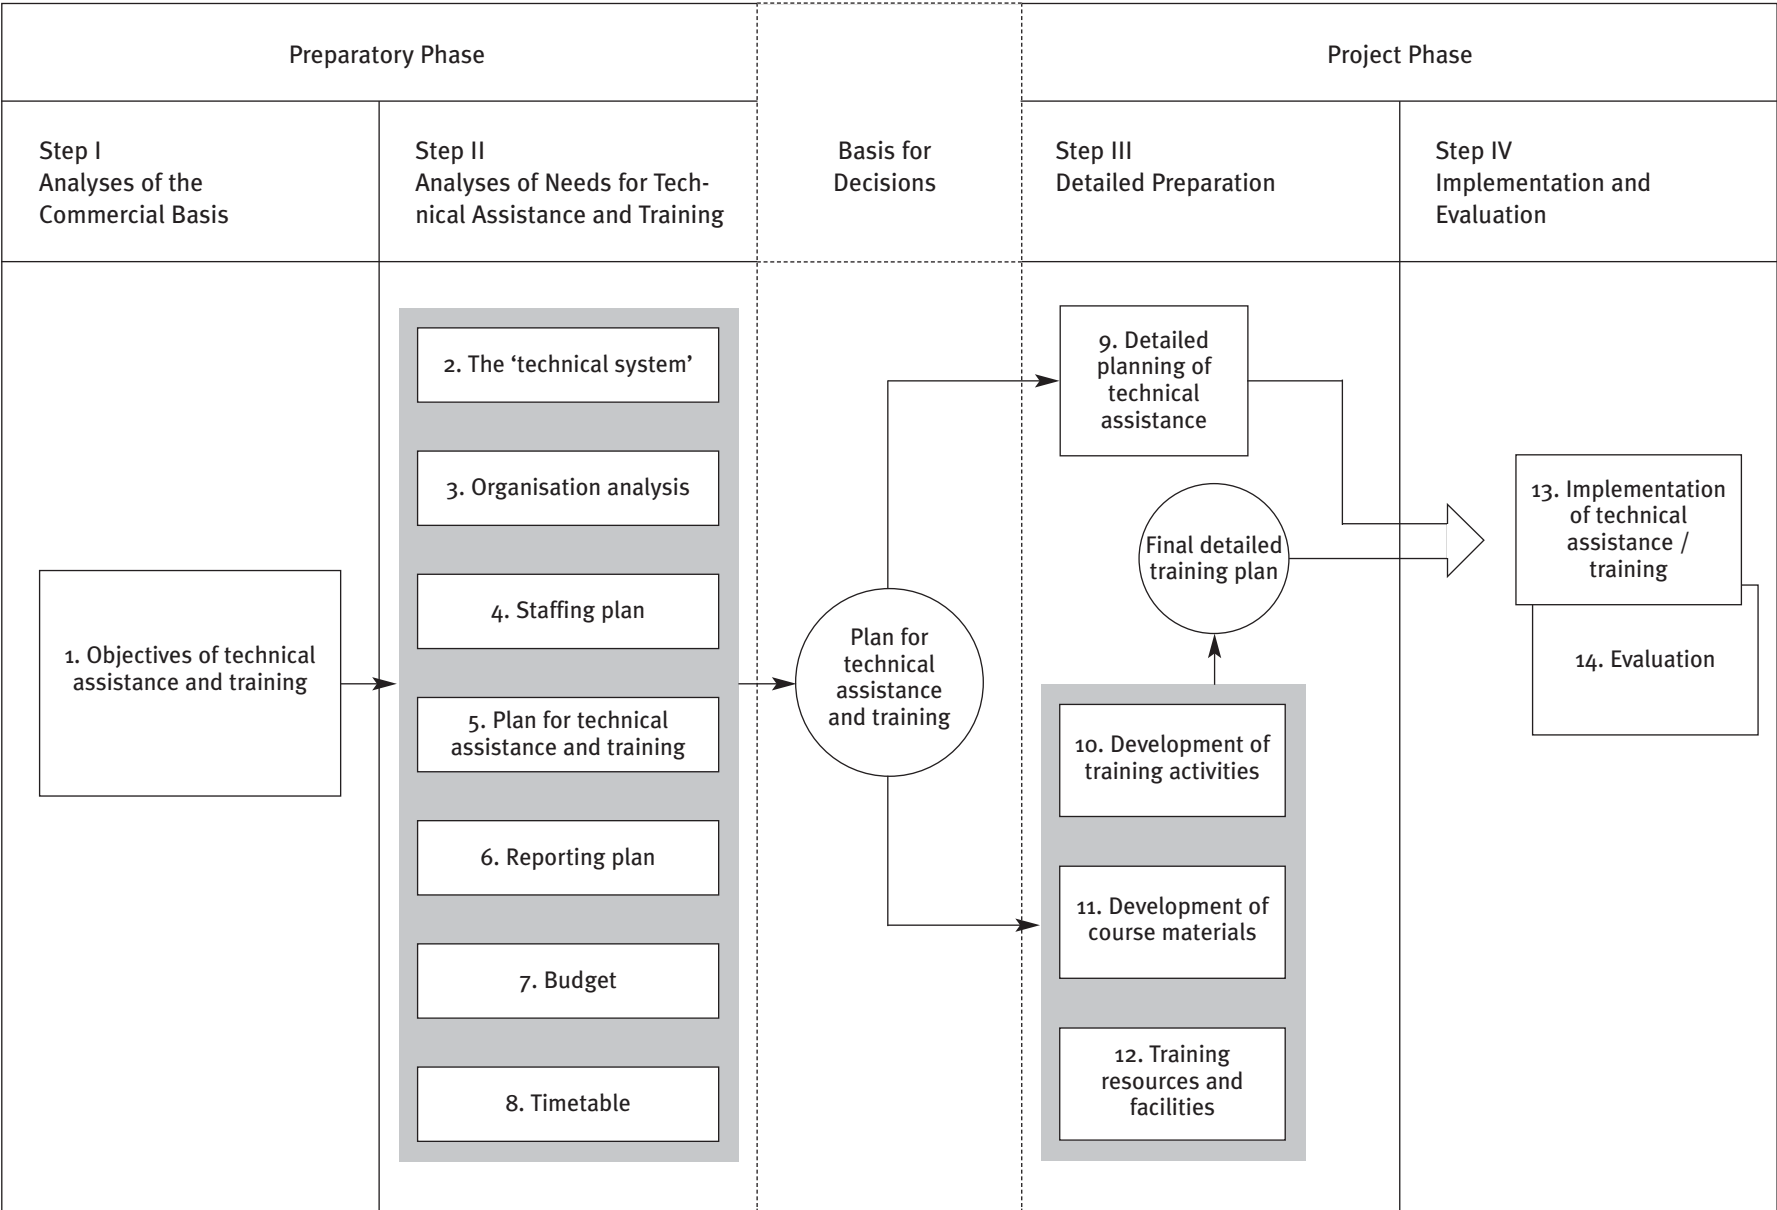 Preparatory Phase
Project Phase
Step I
Analyses of the
Commercial Basis
Step II
Analyses of Needs for Tech-
nical Assistance and Training
Basis for
Decisions
Step III
Detailed Preparation
Step IV
Implementation and
Evaluation
1. Objectives of technical
assistance and training
2. The ‘technical system’
3. Organisation analysis
4. Staffing plan
5. Plan for technical
assistance and training
6. Reporting plan
7. Budget
8. Timetable
Plan for
technical
assistance
and training
9. Detailed
planning of
technical
assistance
Final detailed
training plan
10. Development of
training activities
11. Development of
course materials
12. Training
resources and
facilities
13. Implementation
of technical
assistance /
training
14. Evaluation